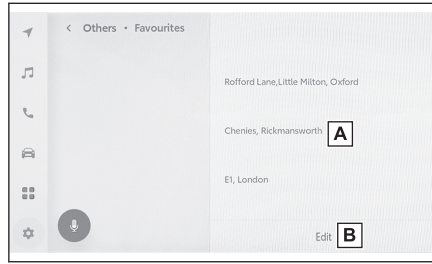 < Others • Favourites
Rofford Lane,Little Milton, Oxford
Chenies, Rickmansworth A
E1, London
Edit B